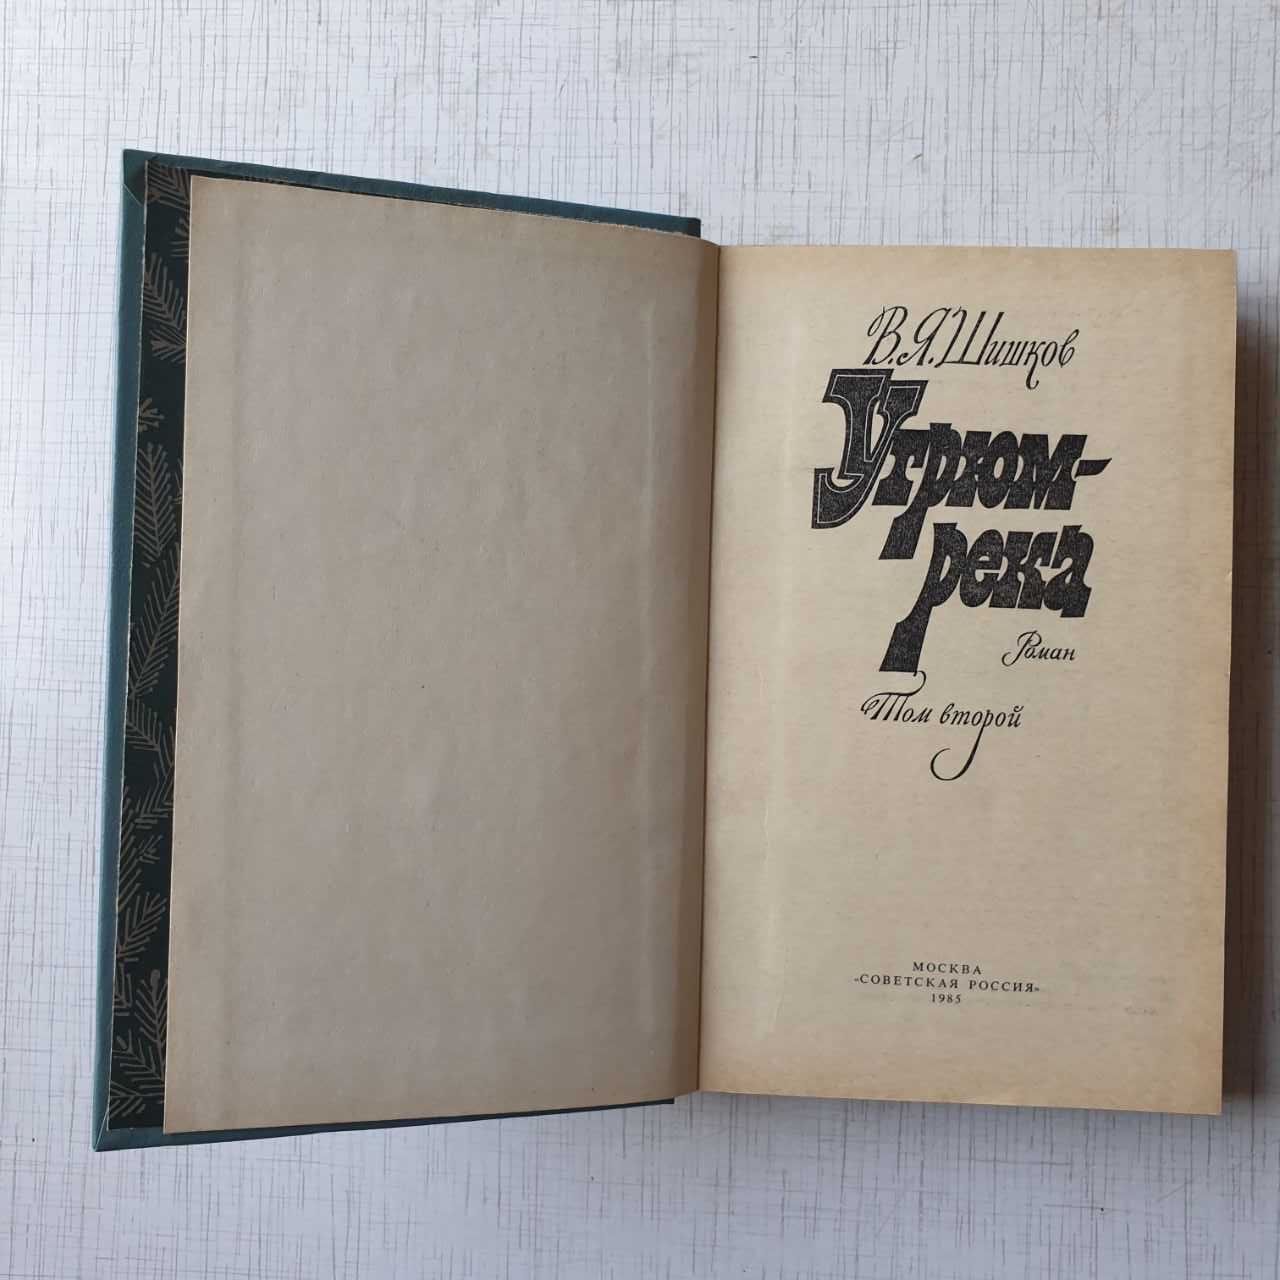 В. Я. Шишков
Угрюм-
река
Роман
Том второй
МОСКВА
«СОВЕТСКАЯ РОССИЯ»
1985